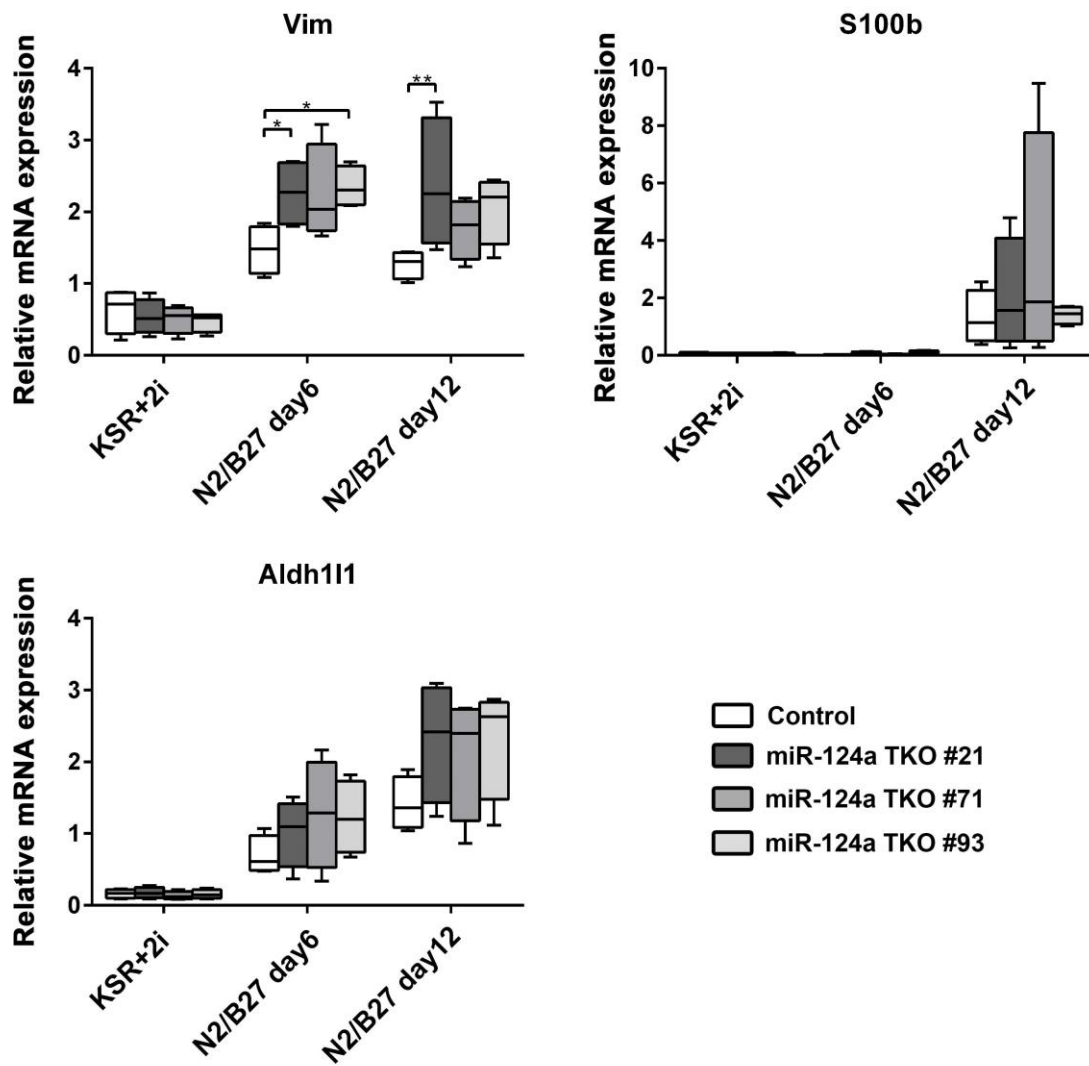 Vim
Relative mRNA expression
4
3
2
1
0
*
*
**
KSR+2i
N2/B27 day6
N2/B27 day12
S100b
Relative mRNA expression
10
8
6
4
2
0
KSR+2i
N2/B27 day6
N2/B27 day12
Aldh1l1
Relative mRNA expression
4
3
2
1
0
KSR+2i
N2/B27 day6
N2/B27 day12
Control
miR-124a TKO #21
miR-124a TKO #71
miR-124a TKO #93